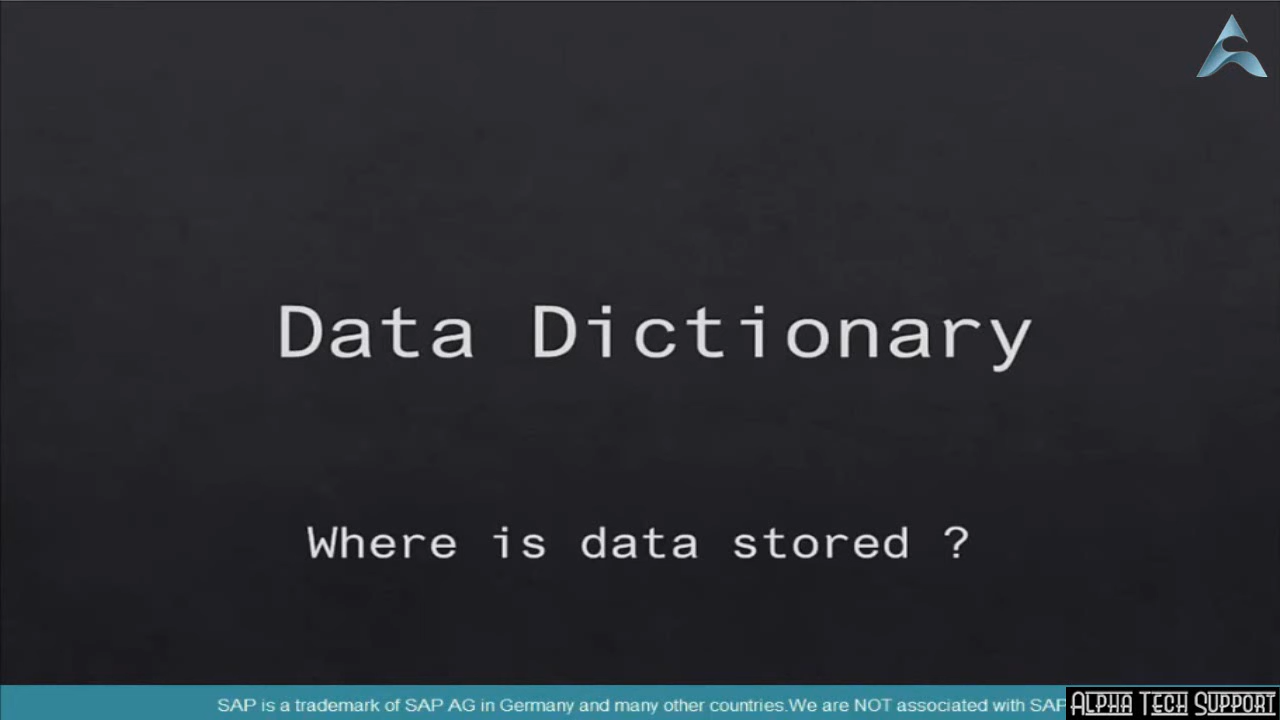 Data Dictionary
Where is data stored ?
SAP is a trademark of SAP AG in Germany and many other countries.We are NOT associated with SAP
ALPHA TECH SUPPORT